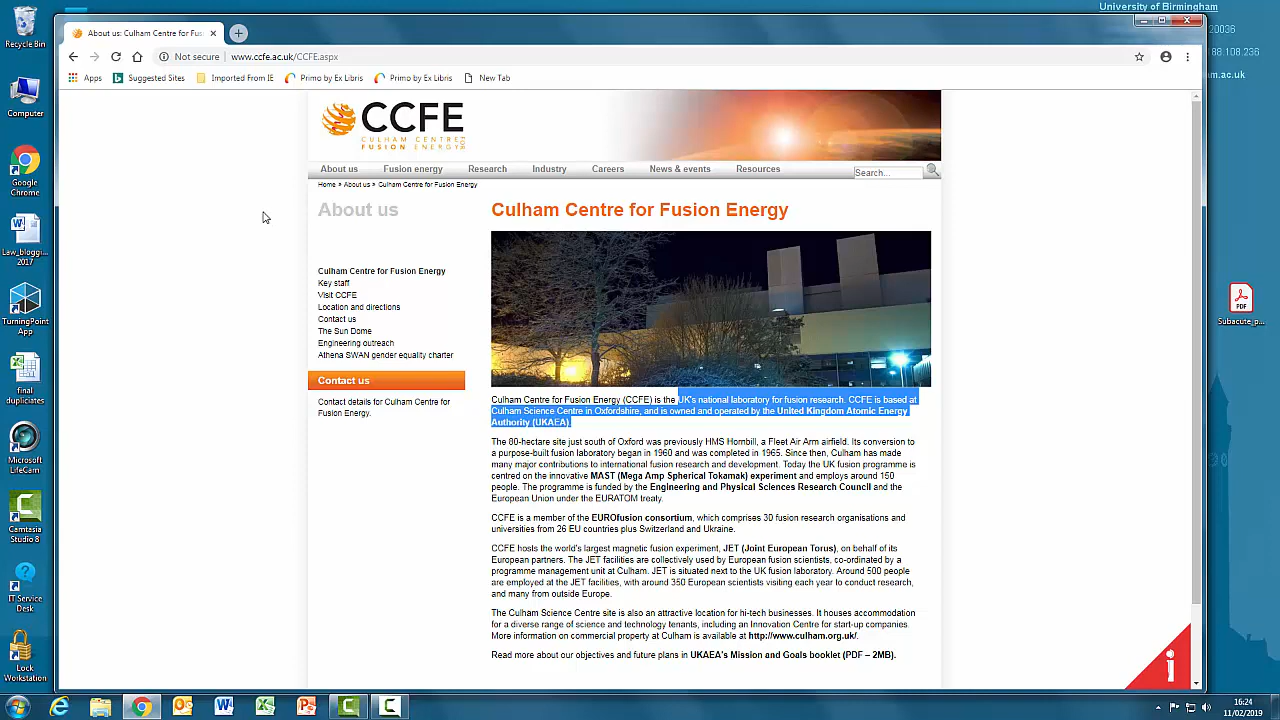 University of Birmingham
Recycle Bin
About us: Culham Centre for Fus
20036
88.108.236
m.ac.uk
Not secure
www.ccfe.ac.uk/CCFE.aspx
Apps
Suggested Sites
Imported From IE
Primo by Ex Libris
Primo by Ex Libris
New Tab
CCFE
CULHAM CENTRE
FUSION ENERGY
FOR
About us
Fusion energy
Research
Industry
Careers
News & events
Resources
Search...
Home » About us » Culham Centre for Fusion Energy
About us
Culham Centre for Fusion Energy
Key staff
Visit CCFE
Location and directions
Contact us
The Sun Dome
Engineering outreach
Athena SWAN gender equality charter
Contact us
Contact details for Culham Centre for
Fusion Energy.
Culham Centre for Fusion Energy
Culham Centre for Fusion Energy (CCFE) is the UK's national laboratory for fusion research. CCFE is based at
Culham Science Centre in Oxfordshire, and is owned and operated by the United Kingdom Atomic Energy
Authority (UKAEA).
The 80-hectare site just south of Oxford was previously HMS Hornbill, a Fleet Air Arm airfield. Its conversion to
a purpose-built fusion laboratory began in 1960 and was completed in 1965. Since then, Culham has made
many major contributions to international fusion research and development. Today the UK fusion programme is
centred on the innovative MAST (Mega Amp Spherical Tokamak) experiment and employs around 150
people. The programme is funded by the Engineering and Physical Sciences Research Council and the
European Union under the EURATOM treaty.
CCFE is a member of the EUROfusion consortium, which comprises 30 fusion research organisations and
universities from 26 EU countries plus Switzerland and Ukraine.
CCFE hosts the world's largest magnetic fusion experiment, JET (Joint European Torus), on behalf of its
European partners. The JET facilities are collectively used by European fusion scientists, co-ordinated by a
programme management unit at Culham. JET is situated next to the UK fusion laboratory. Around 500 people
are employed at the JET facilities, with around 350 European scientists visiting each year to conduct research,
and many from outside Europe.
The Culham Science Centre site is also an attractive location for hi-tech businesses. It houses accommodation
for a diverse range of science and technology tenants, including an Innovation Centre for start-up companies.
More information on commercial property at Culham is available at http://www.culham.org.uk/.
Read more about our objectives and future plans in UKAEA's Mission and Goals booklet (PDF – 2MB).
Computer
Google
Chrome
Law_bloggi...
2017
TurningPoint
App
final
dupliciates
Microsoft
LifeCam
Camtasia
Studio 8
IT Service
Desk
Lock
Workstation
PDF
Subacute_p...
i
16:24
11/02/2019